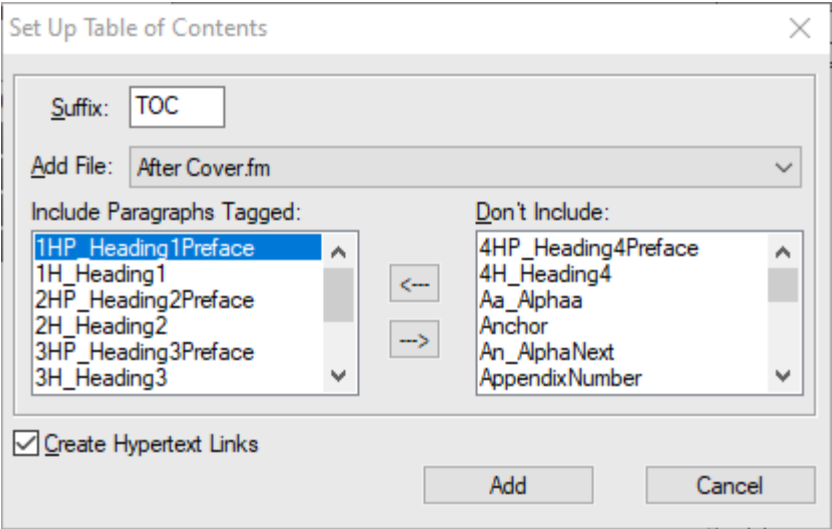 Set Up Table of Contents
Suffix: TOC
Add File: After Cover.fm
Include Paragraphs Tagged:
1HP_Heading1Preface
1H_Heading1
2HP_Heading2Preface
2H_Heading2
3HP_Heading3Preface
3H_Heading3
<---
--->
Don't Include:
4HP_Heading4Preface
4H_Heading4
Aa_Alphaa
Anchor
An_AlphaNext
AppendixNumber
Create Hypertext Links
Add Cancel